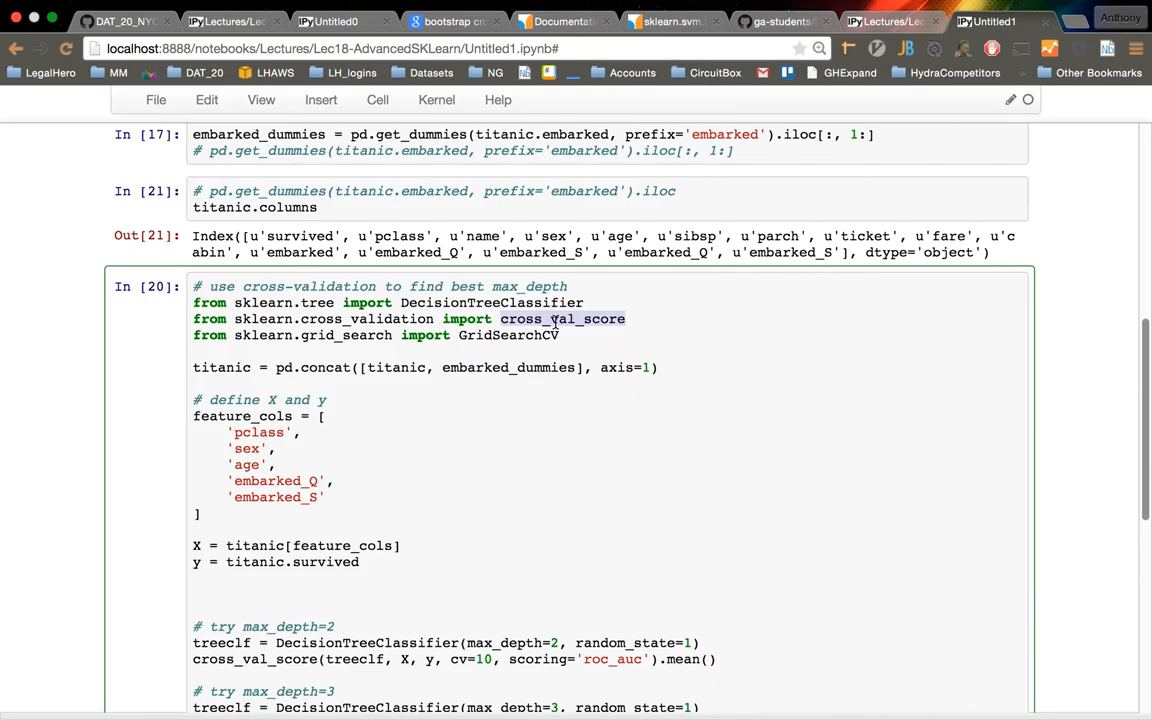 DAT_20_NYC
Lectures/Lec
Untitled0
bootstrap cro
Documentati
sklearn.svm.
ga-students/
Lectures/Lec
Untitled1
Anthony
localhost:8888/notebooks/Lectures/Lec18-AdvancedSKLearn/Untitled1.ipynb#
LegalHero MM DAT_20 LHAWS LH_logins Datasets NG Nb Accounts CircuitBox GHExpand HydraCompetitors Other Bookmarks
File Edit View Insert Cell Kernel Help
In [17]: embarked_dummies = pd.get_dummies(titanic.embarked, prefix='embarked').iloc[:, 1:]
# pd.get_dummies(titanic.embarked, prefix='embarked').iloc[:, 1:]
In [21]: # pd.get_dummies(titanic.embarked, prefix='embarked').iloc
titanic.columns
Out[21]: Index([u'survived', u'pclass', u'name', u'sex', u'age', u'sibsp', u'parch', u'ticket', u'fare', u'c
abin', u'embarked', u'embarked_Q', u'embarked_S', u'embarked_Q', u'embarked_S'], dtype='object')
In [20]: # use cross-validation to find best max_depth
from sklearn.tree import DecisionTreeClassifier
from sklearn.cross_validation import cross_val_score
from sklearn.grid_search import GridSearchCV
titanic = pd.concat([titanic, embarked_dummies], axis=1)
# define X and y
feature_cols = [
'pclass',
'sex',
'age',
'embarked_Q',
'embarked_S'
]
X = titanic[feature_cols]
y = titanic.survived
# try max_depth=2
treeclf = DecisionTreeClassifier(max_depth=2, random_state=1)
cross_val_score(treeclf, X, y, cv=10, scoring='roc_auc').mean()
# try max_depth=3
treeclf = DecisionTreeClassifier(max_depth=3, random_state=1)